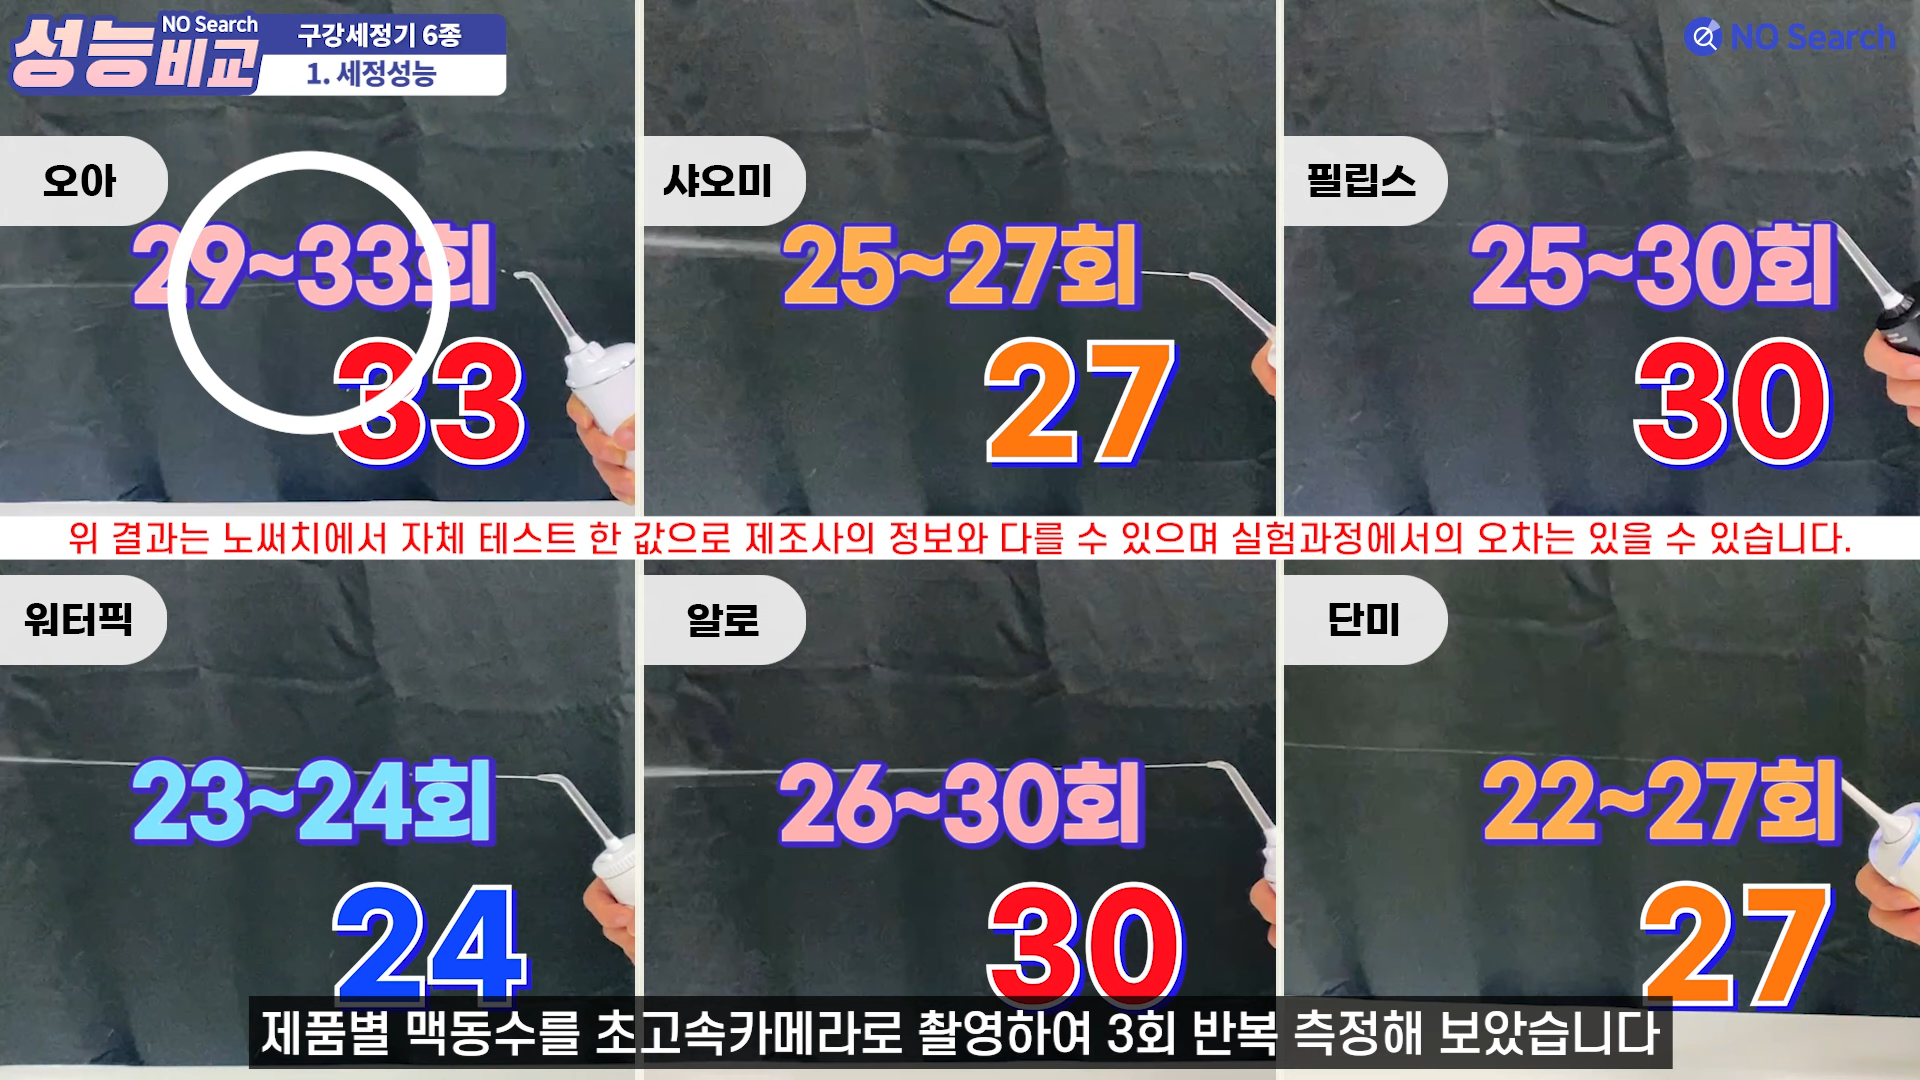 성능비교
NO Search
구강세정기 6종
1. 세정성능
NO Search
오아
29~33회
33
샤오미
25~27회
27
필립스
25~30회
30
위 결과는 노써치에서 자체 테스트 한 값으로 제조사의 정보와 다를 수 있으며 실험과정에서의 오차는 있을 수 있습니다.
워터픽
23~24회
24
알로
26~30회
30
단미
22~27회
27
제품별 맥동수를 초고속카메라로 촬영하여 3회 반복 측정해 보았습니다